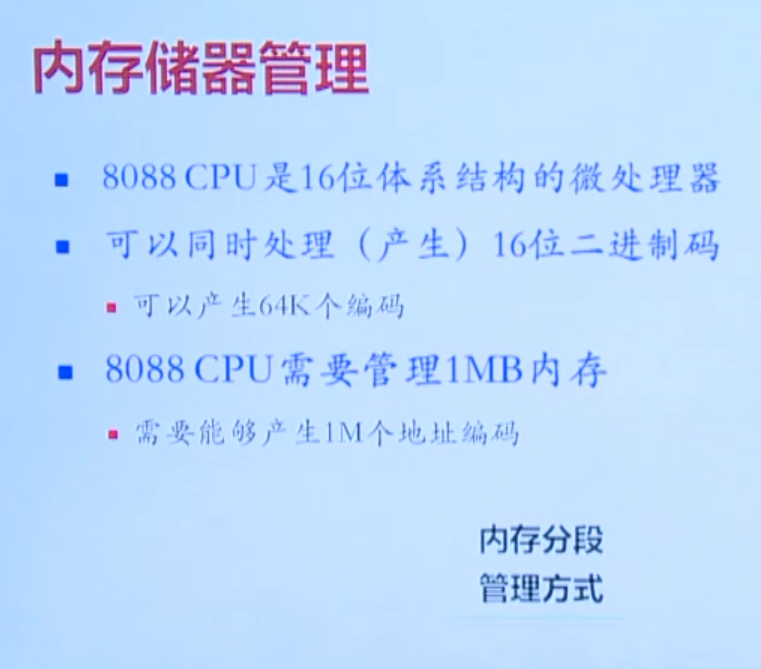 内存储器管理
8088 CPU是16位体系结构的微处理器
可以同时处理（产生）16位二进制码
可以产生64K个编码
8088 CPU需要管理1MB内存
需要能够产生1M个地址编码
内存分段
管理方式